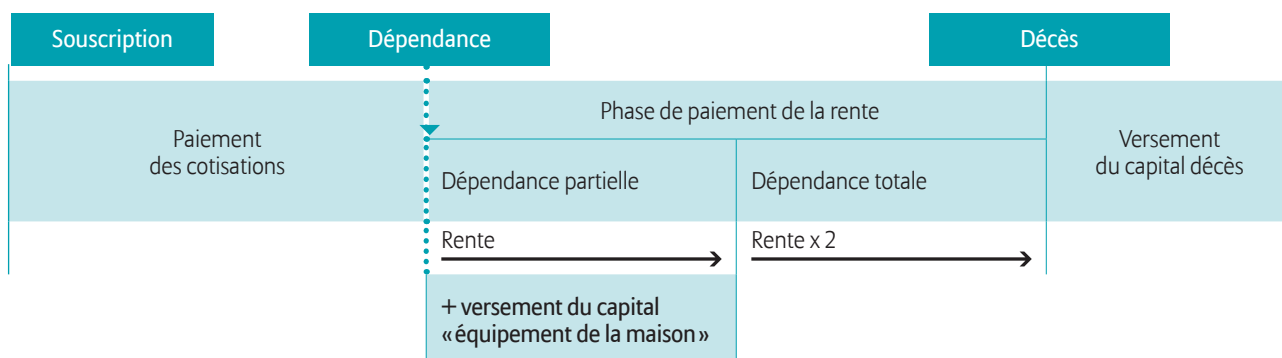 Souscription
Dépendance
Décès
Paiement
des cotisations
Phase de paiement de la rente
Versement
du capital décès
Dépendance partielle
Dépendance totale
Rente
Rente x 2
+ versement du capital
«équipement de la maison»